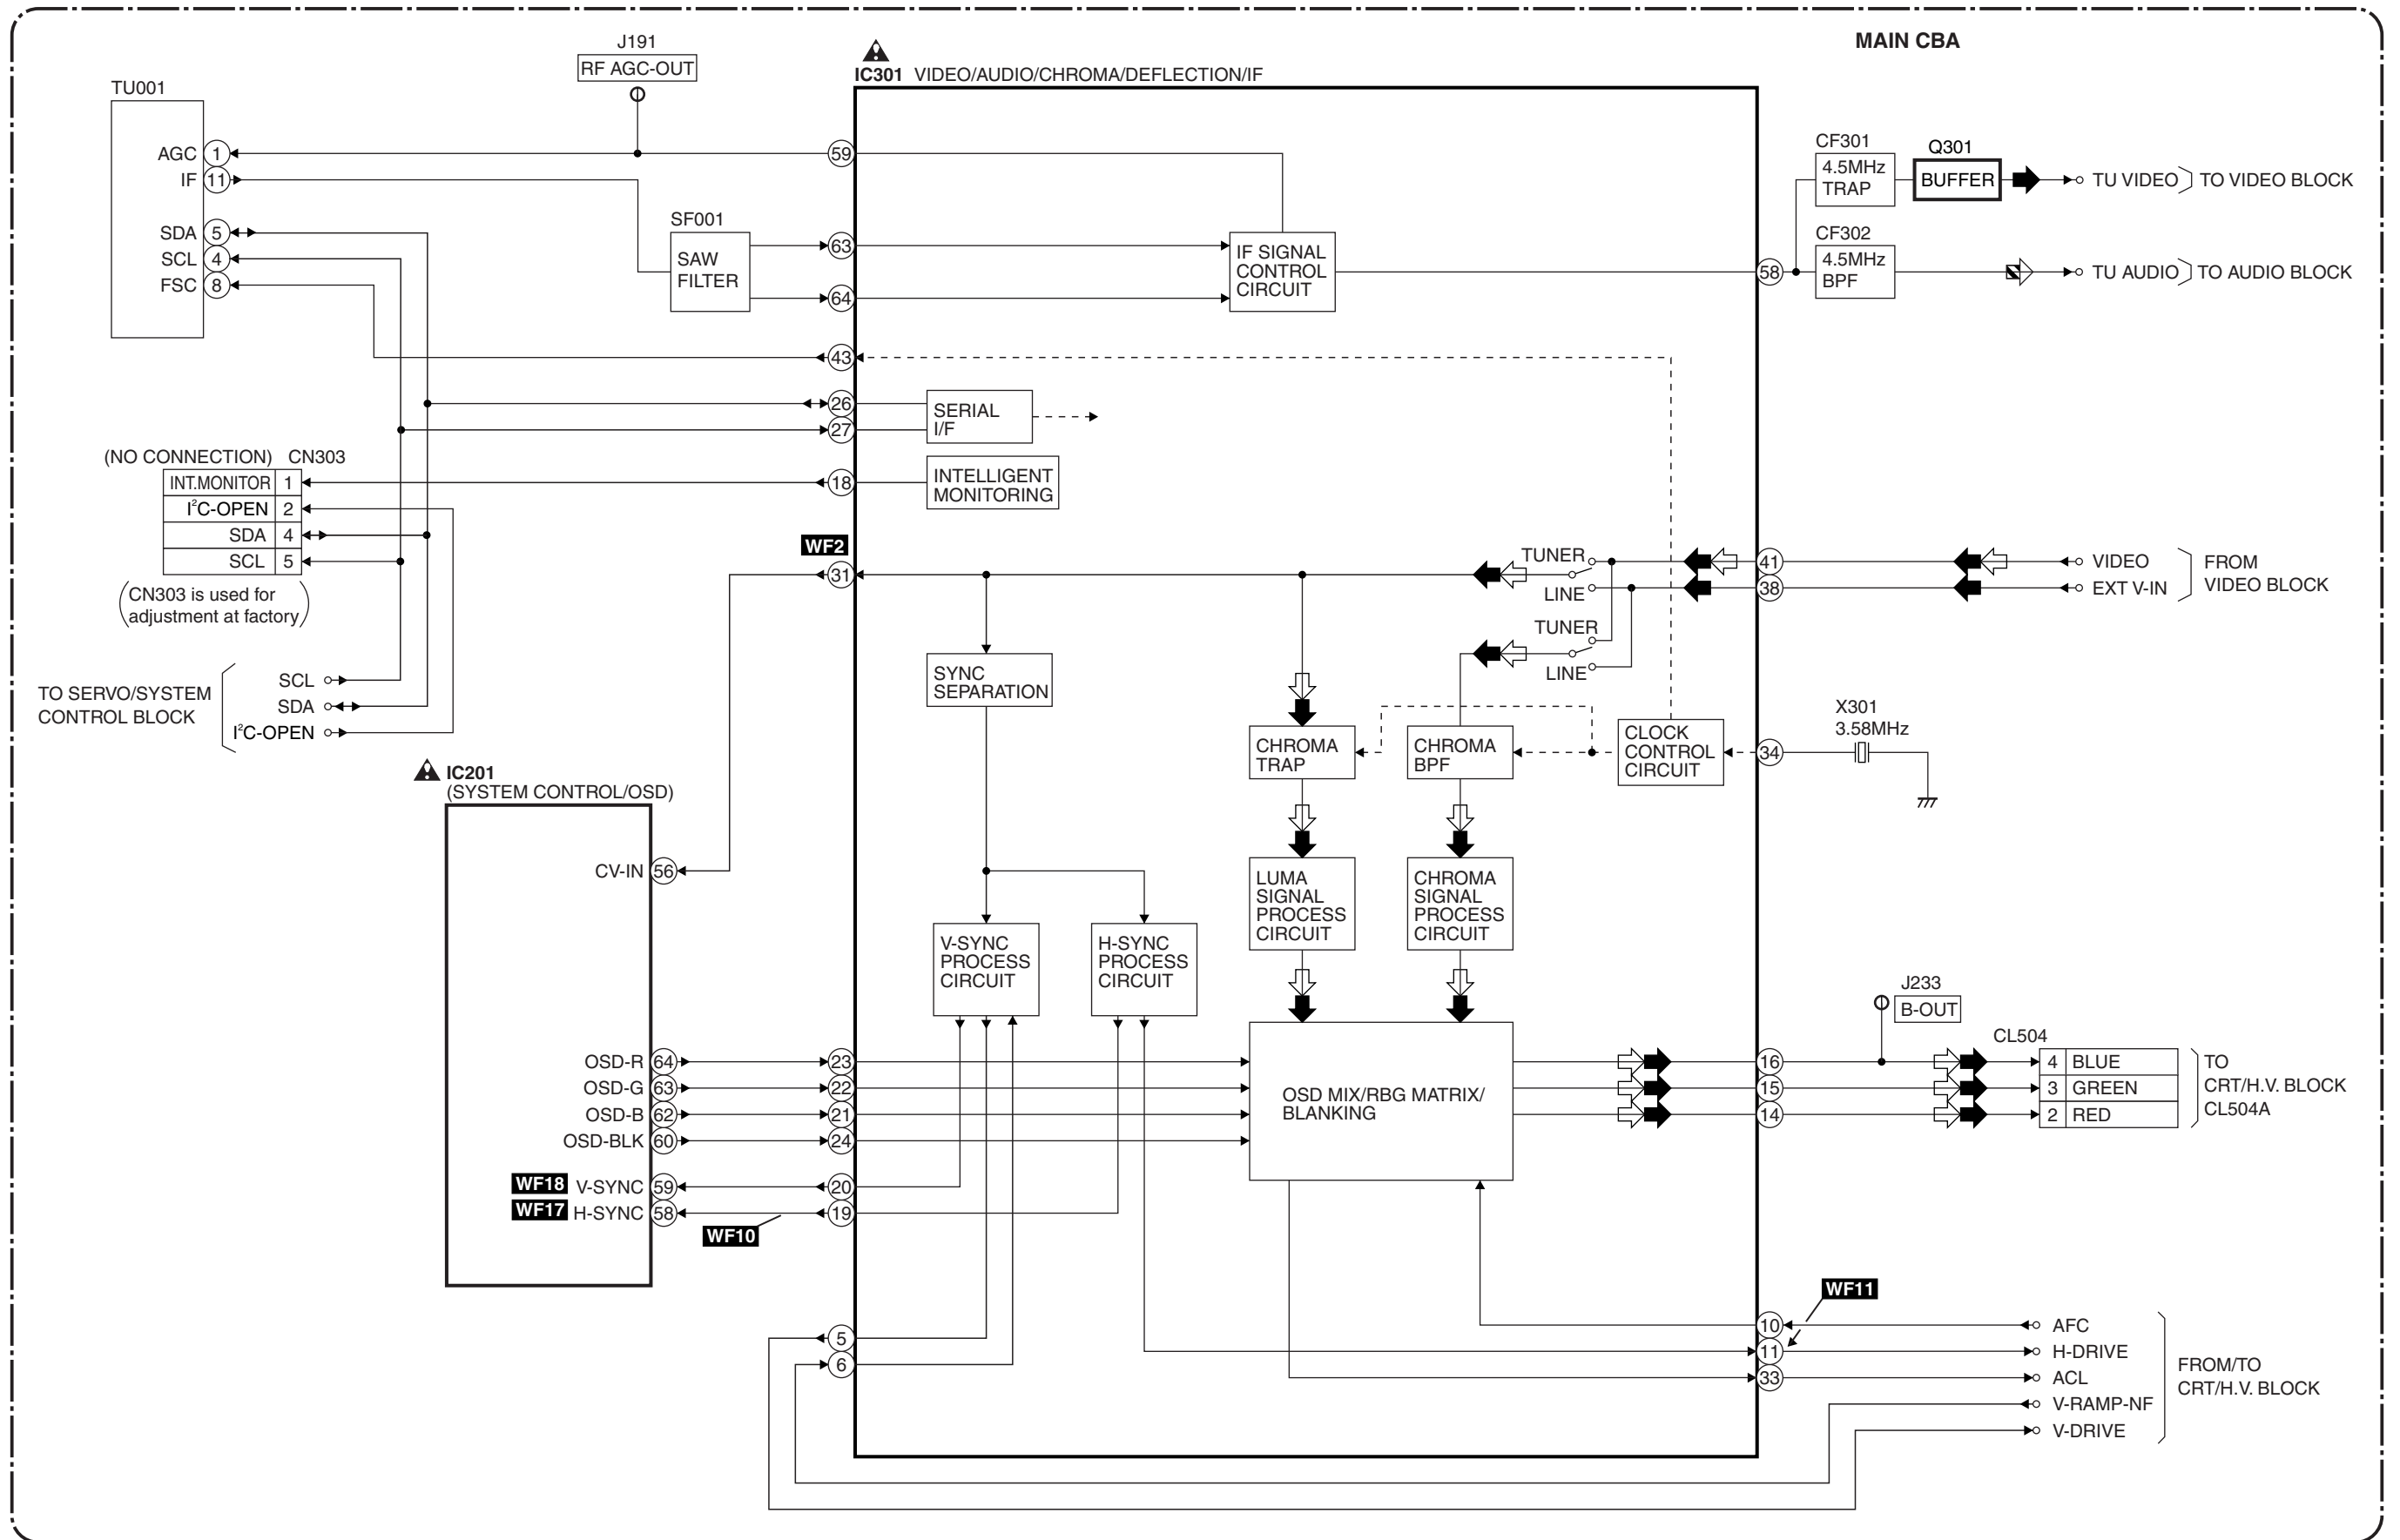 MAIN CBA
J191
RF AGC-OUT
IC301 VIDEO/AUDIO/CHROMA/DEFLECTION/IF
TU001
AGC 1
IF 11
SDA 5
SCL 4
FSC 8
SF001
SAW
FILTER
59
63
64
43
26
27
18
IF SIGNAL
CONTROL
CIRCUIT
58
CF301
4.5MHz
TRAP
Q301
BUFFER
TU VIDEO
TO VIDEO BLOCK
CF302
4.5MHz
BPF
TU AUDIO
TO AUDIO BLOCK
SERIAL
I/F
INTELLIGENT
MONITORING
(NO CONNECTION) CN303
INT.MONITOR 1
I²C-OPEN 2
SDA 4
SCL 5
(CN303 is used for
adjustment at factory)
TO SERVO/SYSTEM
CONTROL BLOCK
SCL
SDA
I²C-OPEN
WF2
31
TUNER
LINE
TUNER
LINE
41
38
VIDEO
EXT V-IN
FROM
VIDEO BLOCK
SYNC
SEPARATION
CHROMA
TRAP
CHROMA
BPF
CLOCK
CONTROL
CIRCUIT
34
X301
3.58MHz
IC201
(SYSTEM CONTROL/OSD)
CV-IN 56
LUMA
SIGNAL
PROCESS
CIRCUIT
CHROMA
SIGNAL
PROCESS
CIRCUIT
V-SYNC
PROCESS
CIRCUIT
H-SYNC
PROCESS
CIRCUIT
OSD-R 64
OSD-G 63
OSD-B 62
OSD-BLK 60
WF18 V-SYNC 59
WF17 H-SYNC 58
WF10
23
22
21
24
20
19
5
6
OSD MIX/RBG MATRIX/
BLANKING
16
15
14
J233
B-OUT
CL504
4 BLUE
3 GREEN
2 RED
TO
CRT/H.V. BLOCK
CL504A
WF11
10
11
33
AFC
H-DRIVE
ACL
V-RAMP-NF
V-DRIVE
FROM/TO
CRT/H.V. BLOCK